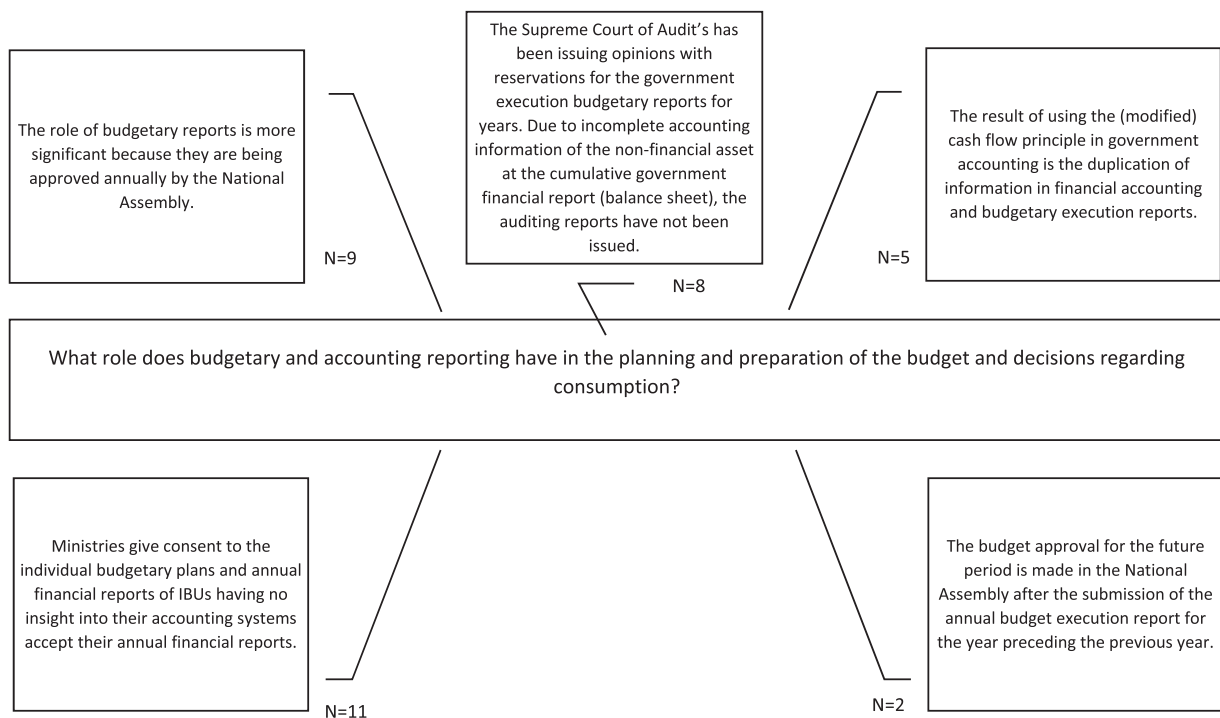 The role of budgetary reports is more
significant because they are being
approved annually by the National
Assembly.
N=9
The Supreme Court of Audit’s has
been issuing opinions with
reservations for the government
execution budgetary reports for
years. Due to incomplete accounting
information of the non-financial asset
at the cumulative government
financial report (balance sheet), the
auditing reports have not been
issued.
N=8
The result of using the (modified)
cash flow principle in government
accounting is the duplication of
information in financial accounting
and budgetary execution reports.
N=5
What role does budgetary and accounting reporting have in the planning and preparation of the budget and decisions regarding
consumption?
Ministries give consent to the
individual budgetary plans and annual
financial reports of IBUs having no
insight into their accounting systems
accept their annual financial reports.
N=11
The budget approval for the future
period is made in the National
Assembly after the submission of the
annual budget execution report for
the year preceding the previous year.
N=2